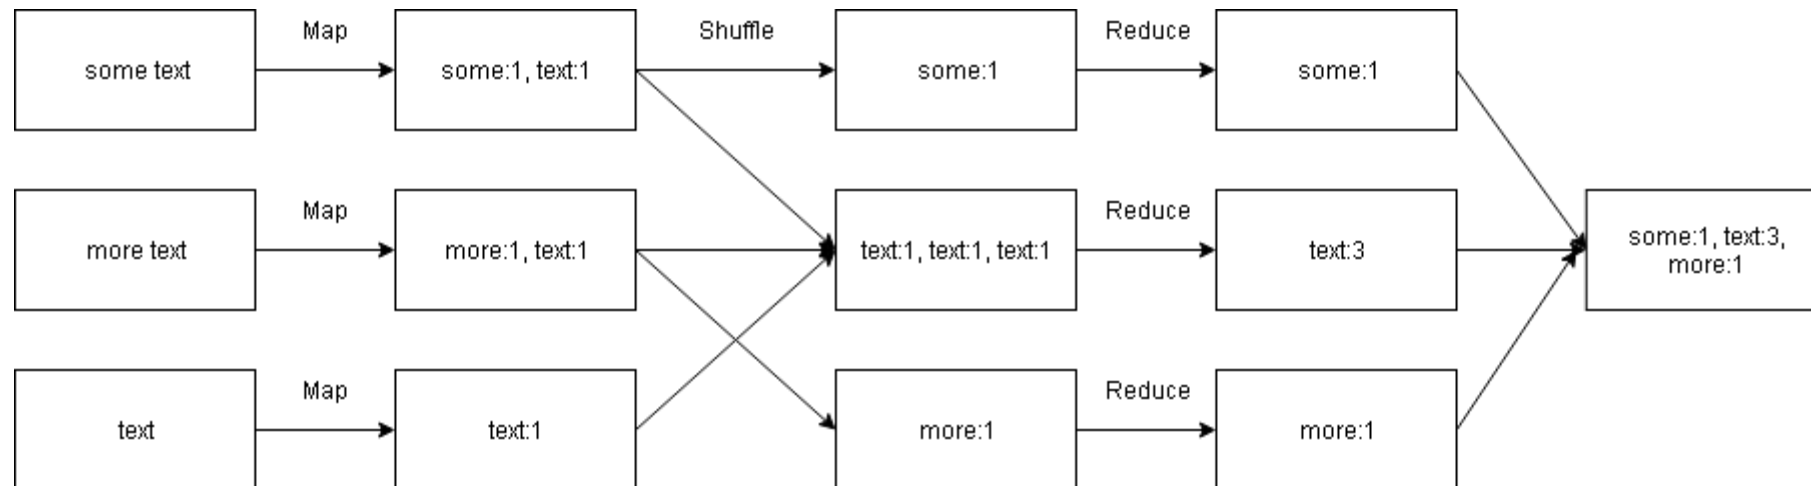 Map
Shuffle
Reduce
some text
some:1, text:1
some:1
some:1
Map
Reduce
more text
more:1, text:1
text:1, text:1, text:1
text:3
some:1, text:3,
more:1
Map
Reduce
text
text:1
more:1
more:1